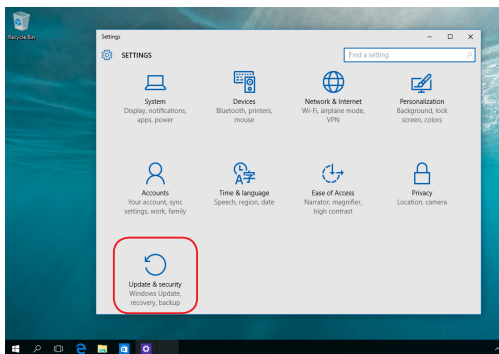 Recycle Bin
Settings
SETTINGS
Find a setting
System
Display, notifications,
apps, power
Devices
Bluetooth, printers,
mouse
Network & Internet
Wi-Fi, airplane mode,
VPN
Personalization
Background, lock
screen, colors
Accounts
Your account, sync
settings, work, family
Time & language
Speech, region, date
Ease of Access
Narrator, magnifier,
high contrast
Privacy
Location, camera
Update & security
Windows Update,
recovery, backup